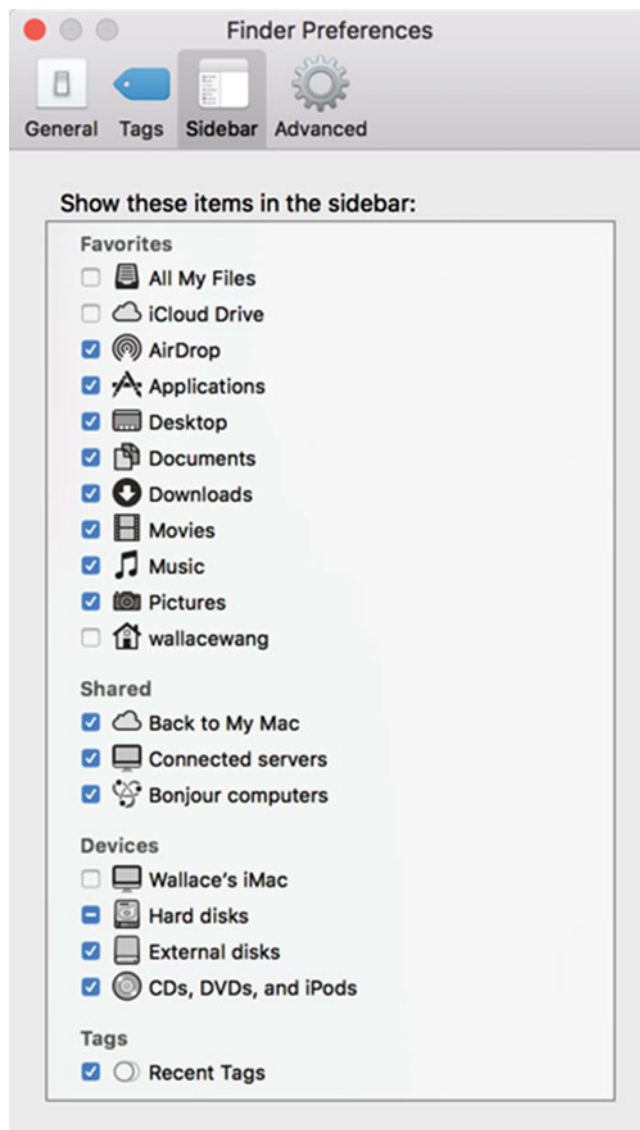 Finder Preferences
General Tags Sidebar Advanced
Show these items in the sidebar:
Favorites
All My Files
iCloud Drive
AirDrop
Applications
Desktop
Documents
Downloads
Movies
Music
Pictures
wallacewang
Shared
Back to My Mac
Connected servers
Bonjour computers
Devices
Wallace's iMac
Hard disks
External disks
CDs, DVDs, and iPods
Tags
Recent Tags